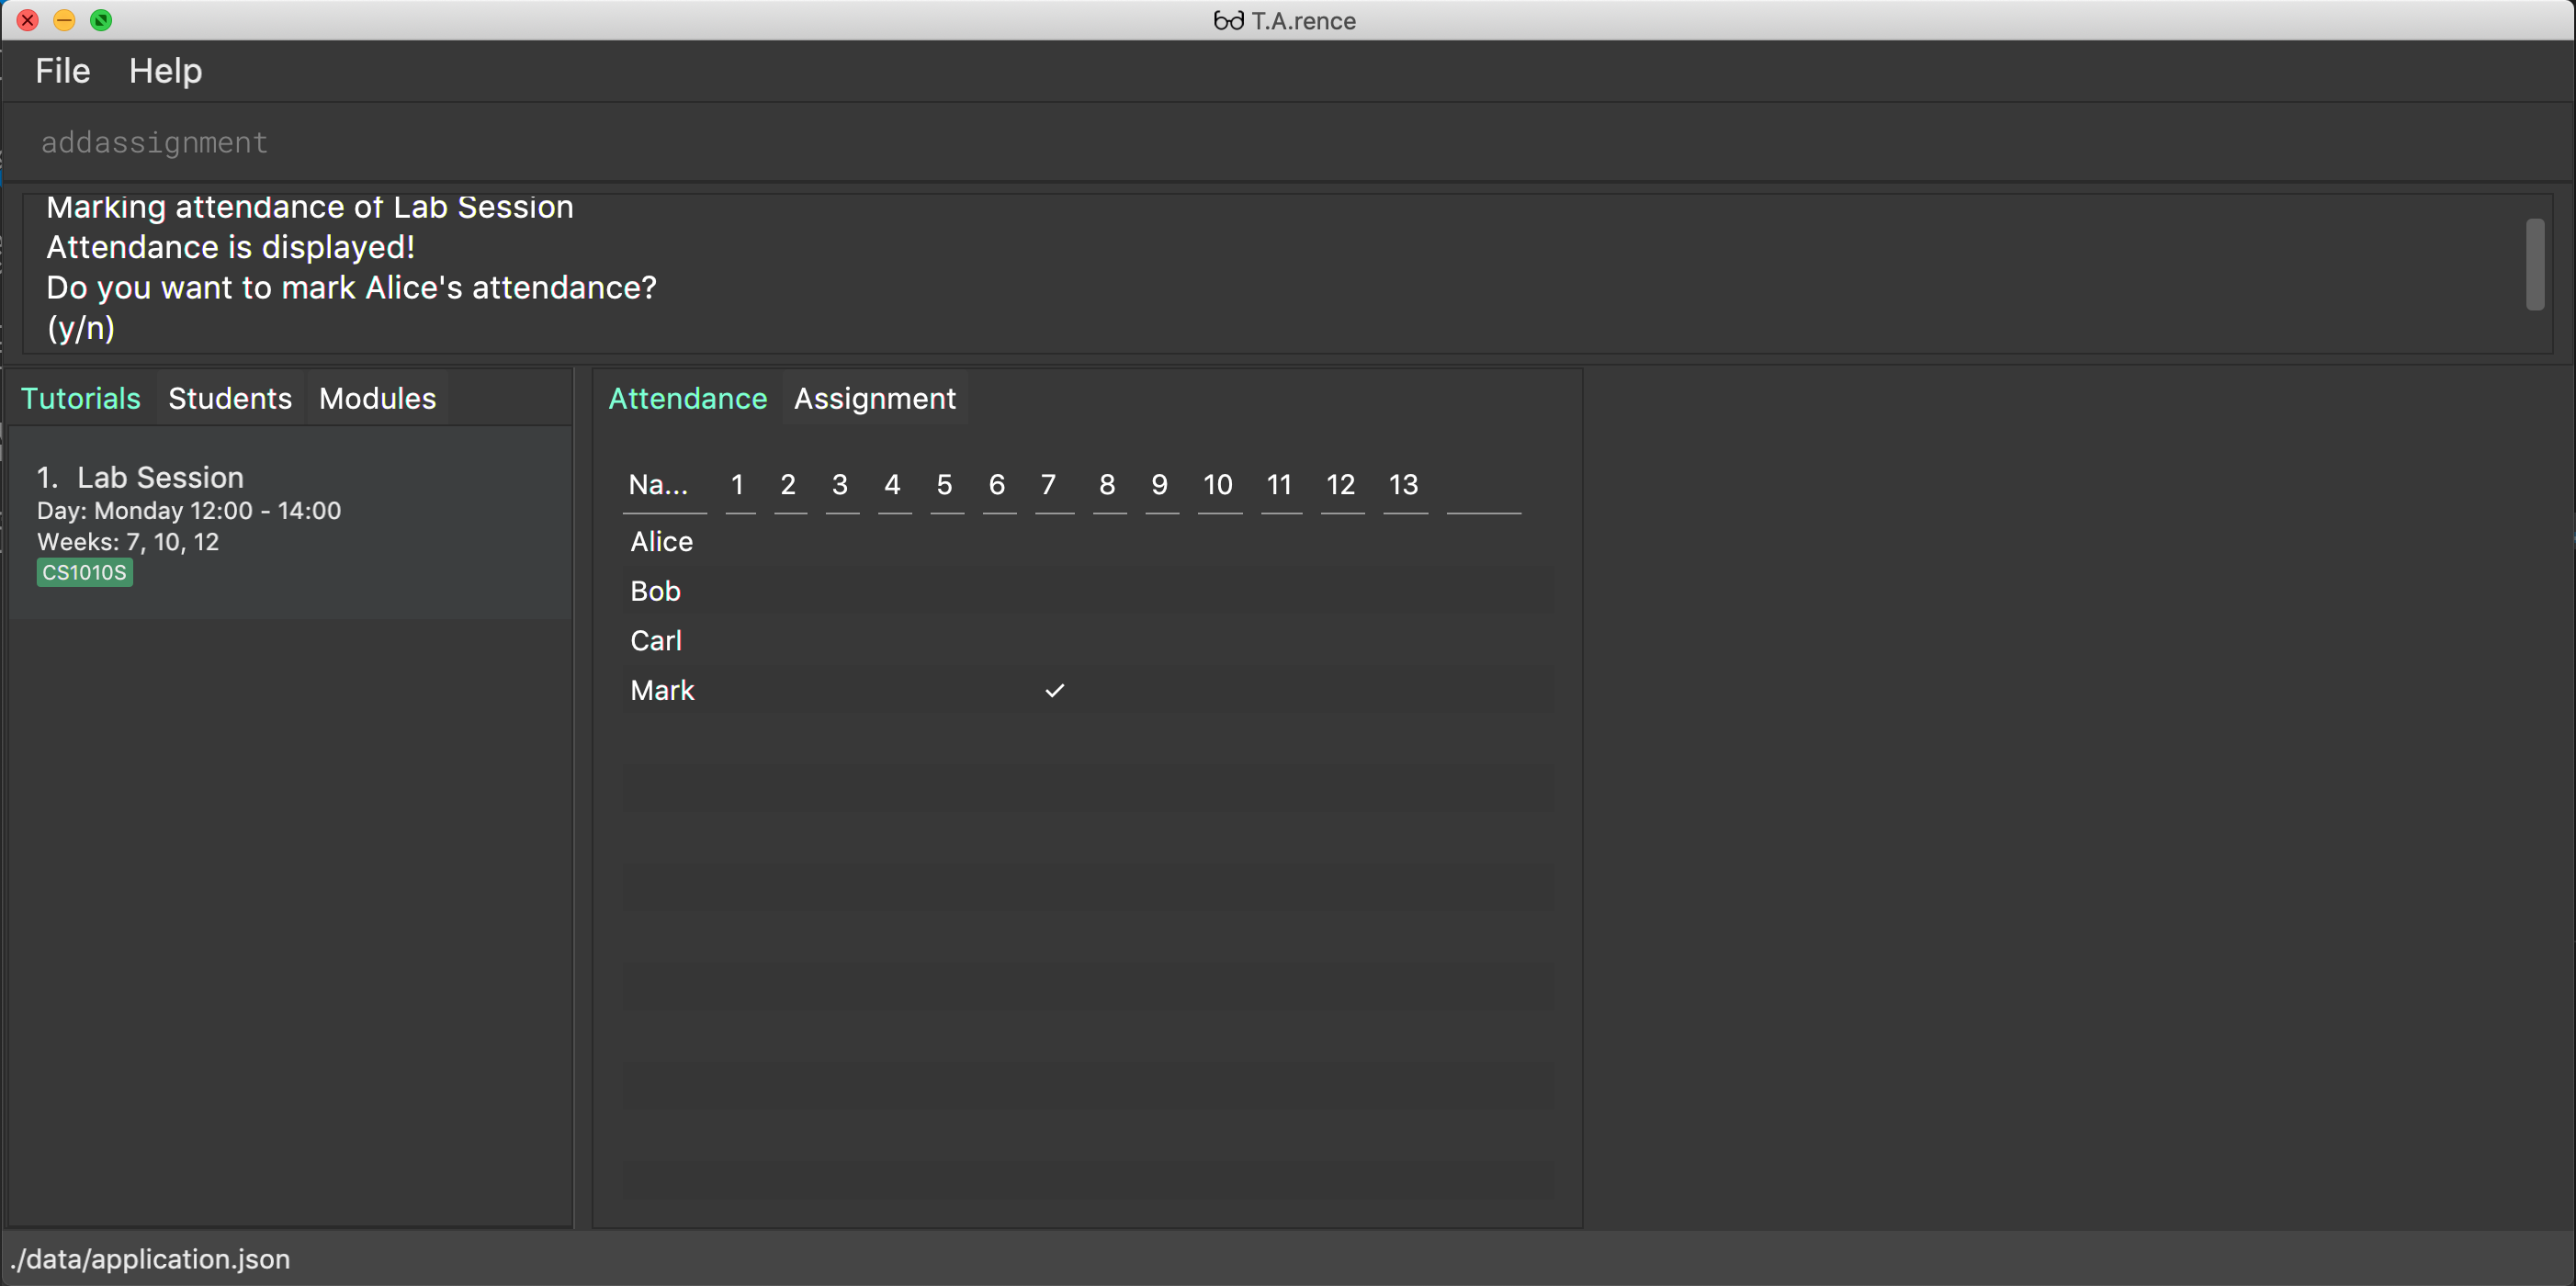 T.A.rence
File Help
addassignment
Marking attendance of Lab Session
Attendance is displayed!
Do you want to mark Alice's attendance?
(y/n)
Tutorials Students Modules
1. Lab Session
Day: Monday 12:00 - 14:00
Weeks: 7, 10, 12
CS1010S
Attendance Assignment
Na... 1 2 3 4 5 6 7 8 9 10 11 12 13
Alice
Bob
Carl
Mark ✓
./data/application.json